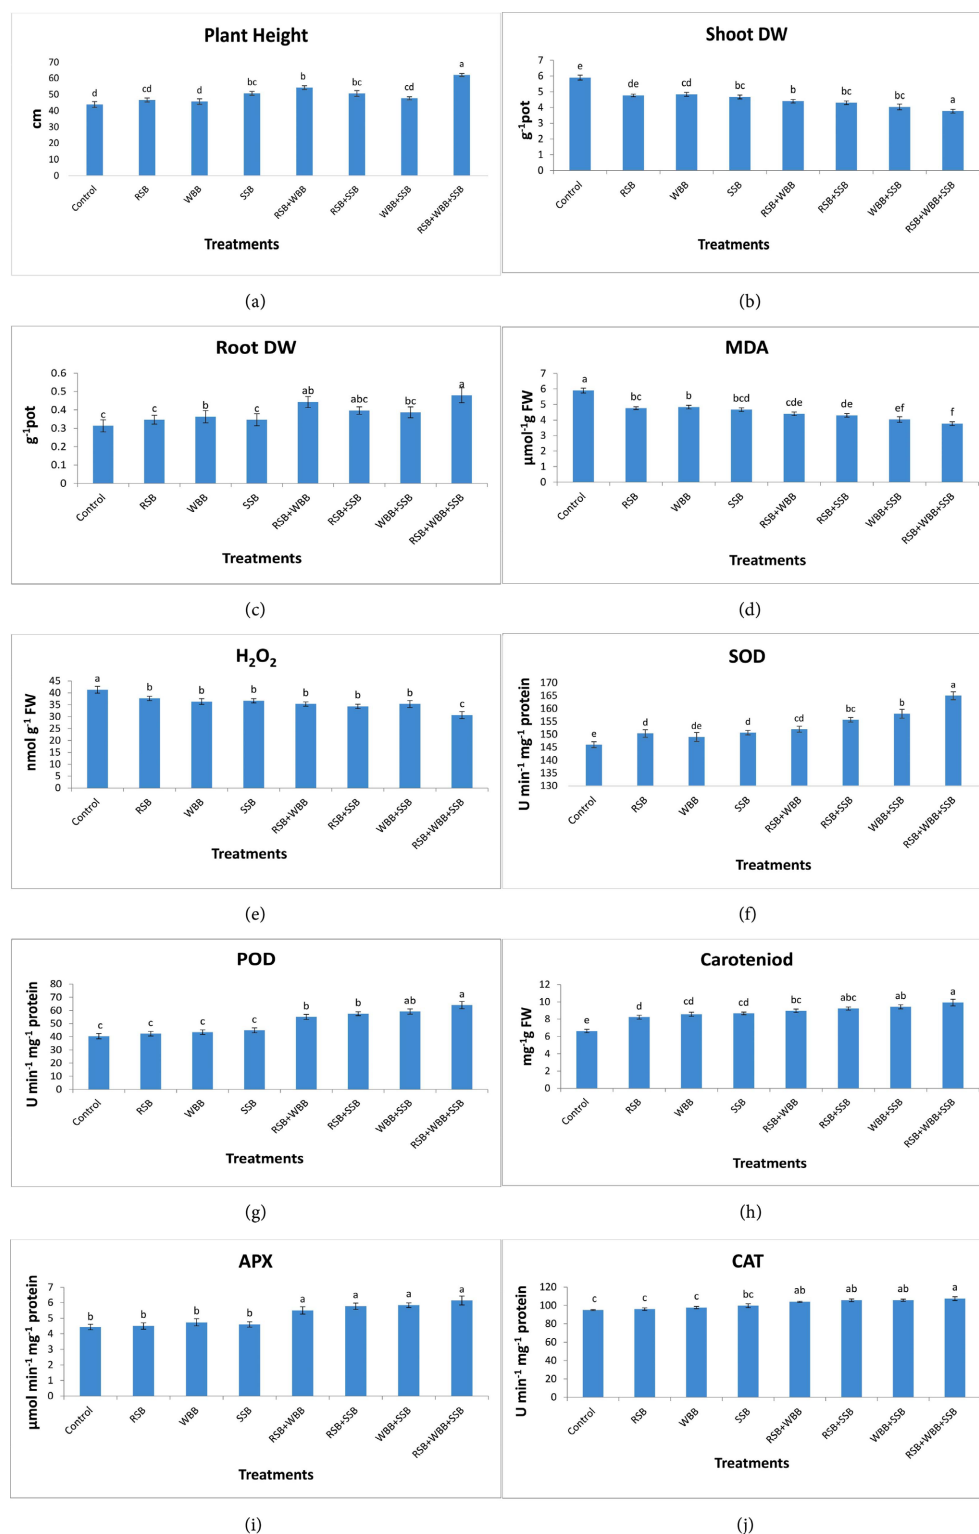 Plant Height
d cd d bc b bc cd a
70
60
50
40
30
20
10
0
cm
Control RSB WBB SSB RSB+WBB RSB+SSB WBB+SSB RSB+WBB+SSB
Treatments
(a)
Shoot DW
e de cd bc b bc bc a
7
6
5
4
3
2
1
0
g⁻¹pot
Control RSB WBB SSB RSB+WBB RSB+SSB WBB+SSB RSB+WBB+SSB
Treatments
(b)
Root DW
c c b c ab abc bc a
0.6
0.5
0.4
0.3
0.2
0.1
0
g⁻¹pot
Control RSB WBB SSB RSB+WBB RSB+SSB WBB+SSB RSB+WBB+SSB
Treatments
(c)
MDA
a bc b bcd cde de ef f
7
6
5
4
3
2
1
0
µmol⁻¹g FW
Control RSB WBB SSB RSB+WBB RSB+SSB WBB+SSB RSB+WBB+SSB
Treatments
(d)
H₂O₂
a b b b b b b c
45
40
35
30
25
20
15
10
5
0
nmol g⁻¹ FW
Control RSB WBB SSB RSB+WBB RSB+SSB WBB+SSB RSB+WBB+SSB
Treatments
(e)
SOD
e d de d cd bc b a
170
165
160
155
150
145
140
135
130
U min⁻¹ mg⁻¹ protein
Control RSB WBB SSB RSB+WBB RSB+SSB WBB+SSB RSB+WBB+SSB
Treatments
(f)
POD
c c c c b b ab a
80
70
60
50
40
30
20
10
0
U min⁻¹ mg⁻¹ protein
Control RSB WBB SSB RSB+WBB RSB+SSB WBB+SSB RSB+WBB+SSB
Treatments
(g)
Caroteniod
e d cd cd bc abc ab a
12
10
8
6
4
2
0
mg⁻¹g FW
Control RSB WBB SSB RSB+WBB RSB+SSB WBB+SSB RSB+WBB+SSB
Treatments
(h)
APX
b b b b a a a a
7
6
5
4
3
2
1
0
µmol min⁻¹ mg⁻¹ protein
Control RSB WBB SSB RSB+WBB RSB+SSB WBB+SSB RSB+WBB+SSB
Treatments
(i)
CAT
c c c bc ab ab ab a
120
100
80
60
40
20
0
U min⁻¹ mg⁻¹ protein
Control RSB WBB SSB RSB+WBB RSB+SSB WBB+SSB RSB+WBB+SSB
Treatments
(j)